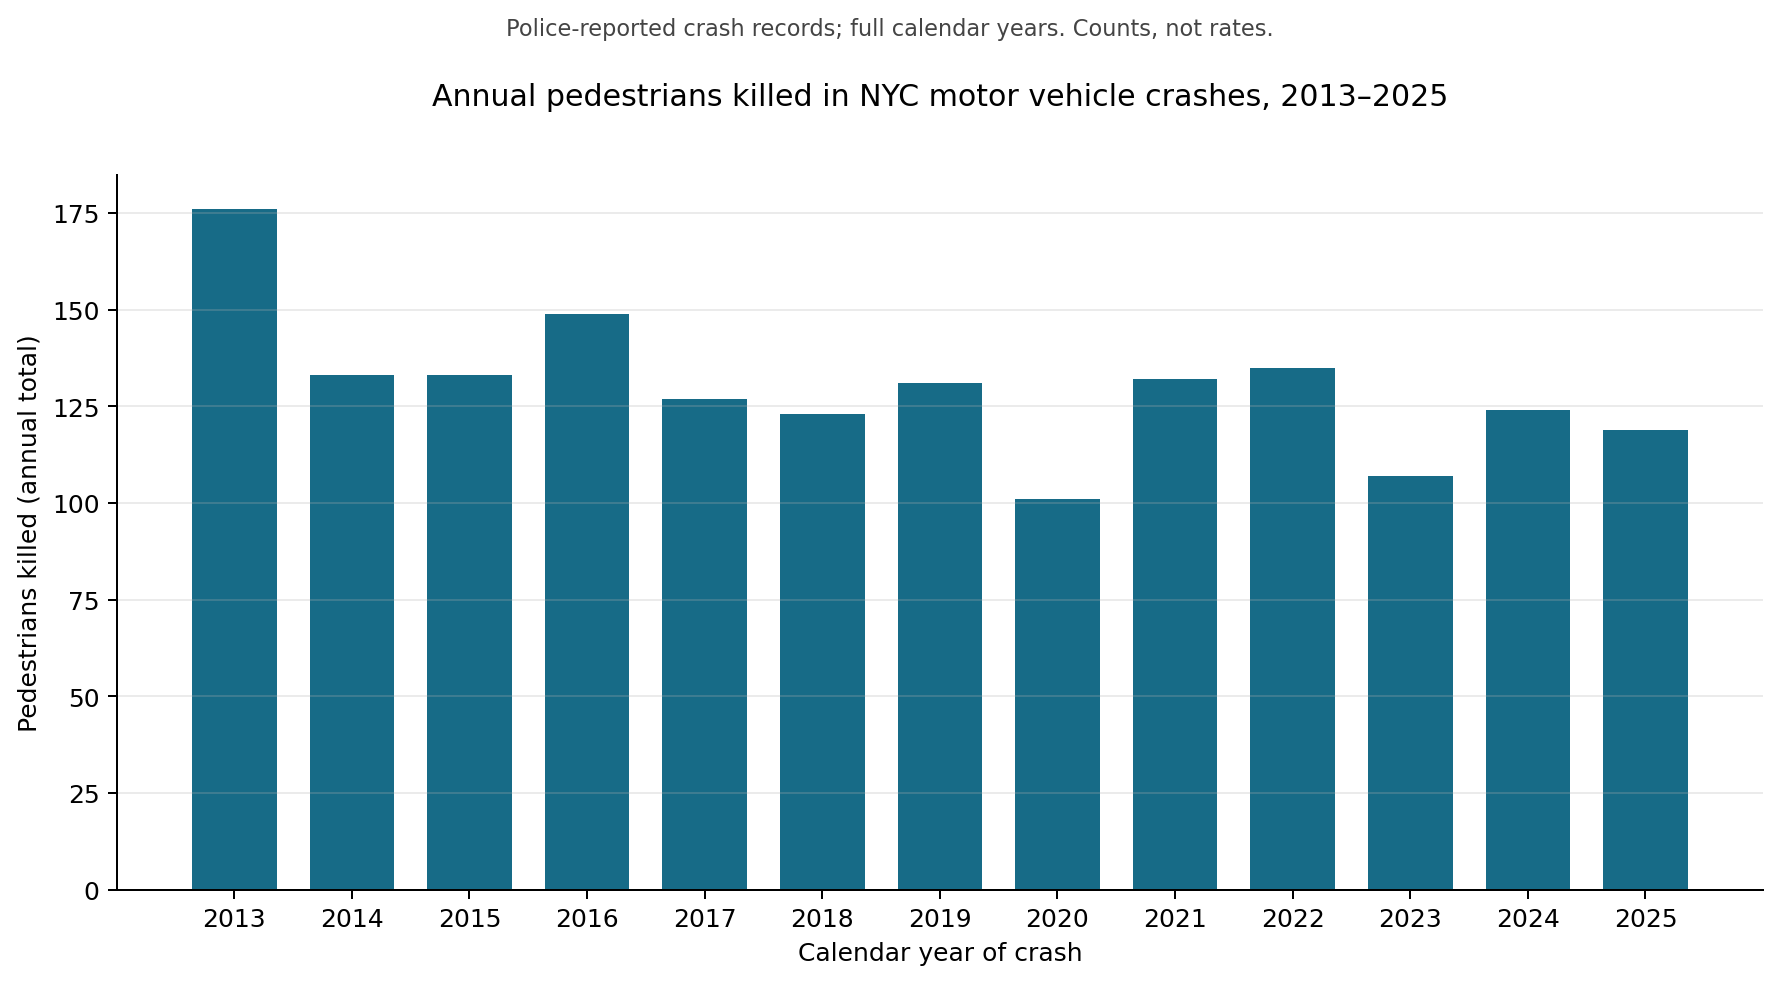 Police-reported crash records; full calendar years. Counts, not rates.
Annual pedestrians killed in NYC motor vehicle crashes, 2013–2025
Pedestrians killed (annual total)
175
150
125
100
75
50
25
0
2013 2014 2015 2016 2017 2018 2019 2020 2021 2022 2023 2024 2025
Calendar year of crash